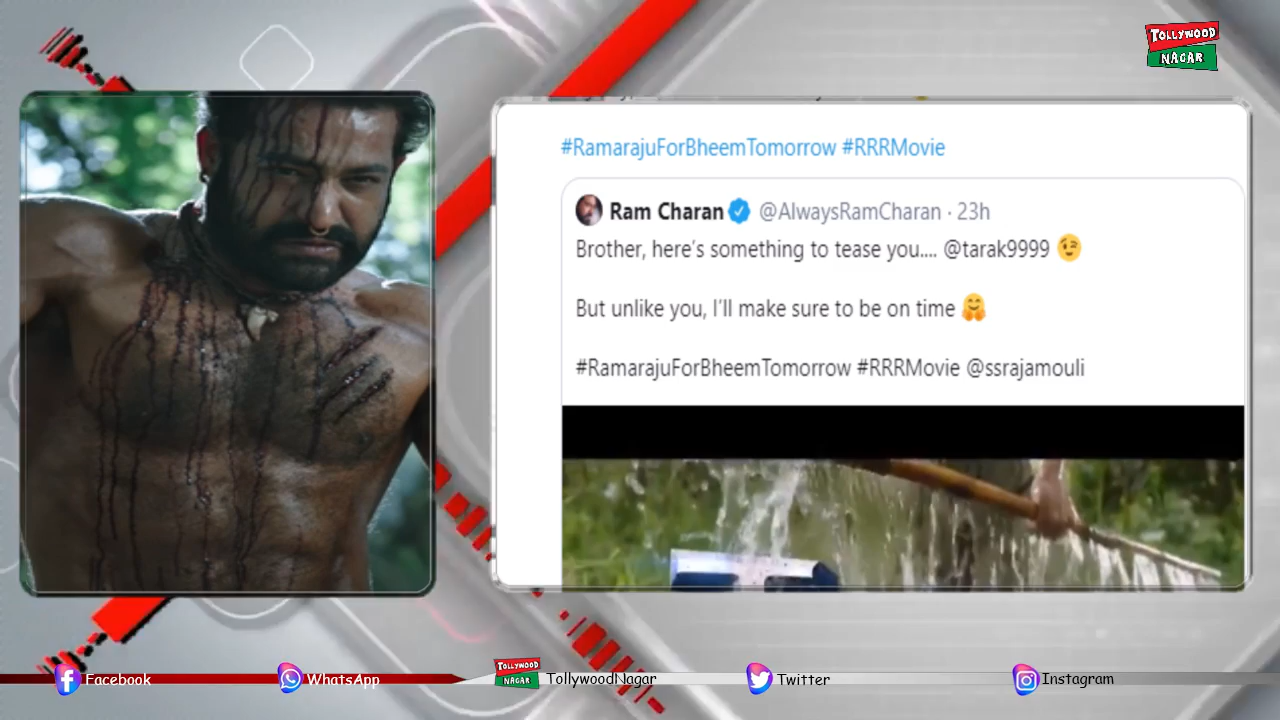 TOLLYWOOD
NAGAR
#RamarajuForBheemTomorrow #RRRMovie
Ram Charan @AlwaysRamCharan · 23h
Brother, here's something to tease you.... @tarak9999 😉
But unlike you, I'll make sure to be on time 🤗
#RamarajuForBheemTomorrow #RRRMovie @ssrajamouli
Facebook
WhatsApp
TOLLYWOOD
NAGAR
TollywoodNagar
Twitter
Instagram